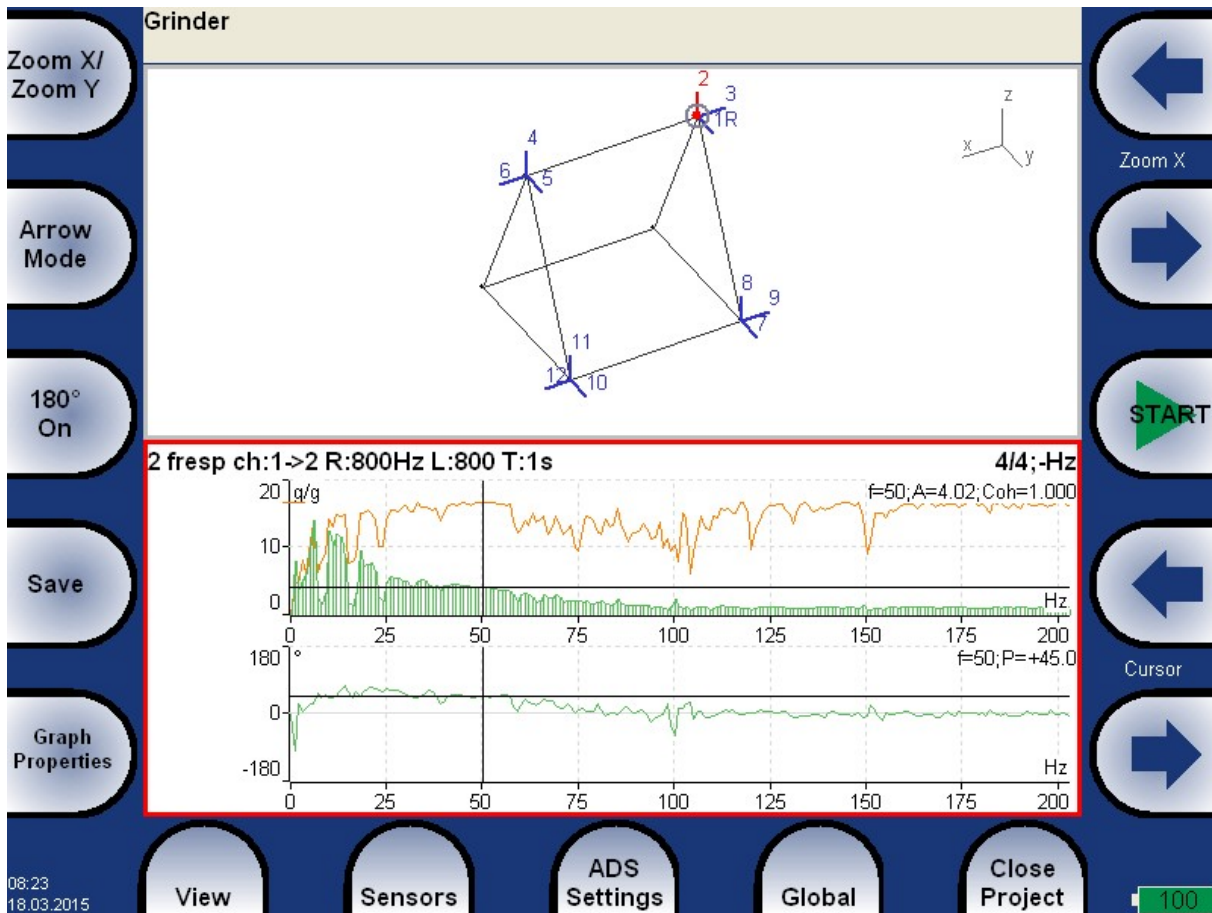 Grinder
Zoom X/
Zoom Y
Arrow
Mode
180°
On
Save
Graph
Properties
2
3
1R
4
6
5
8
9
7
11
12
10
z
x
y
Zoom X
START
Cursor
2 fresp ch:1->2 R:800Hz L:800 T:1s
4/4;-Hz
20
g/g
f=50;A=4.02;Coh=1.000
10
0
Hz
0 25 50 75 100 125 150 175 200
180
°
f=50;P=+45.0
0
-180
Hz
0 25 50 75 100 125 150 175 200
08:23
18.03.2015
View
Sensors
ADS
Settings
Global
Close
Project
100